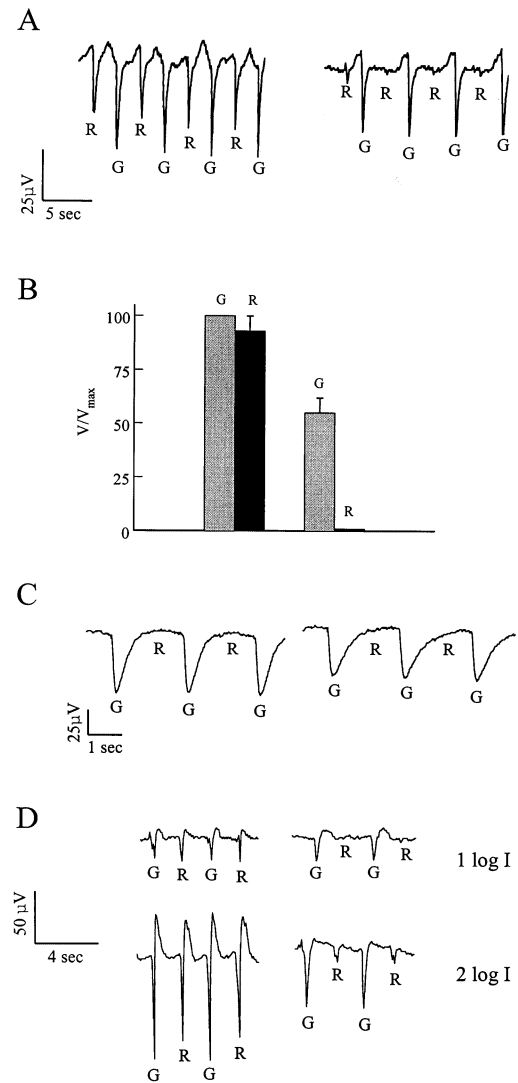 A
R R R R
G G G G
R R R R
G G G G
25µV
5 sec
B
V/Vmax
100
75
50
25
0
G R
G
R
C
R R
G G G
R R
G G G
25µV
1 sec
D
G R G R
R R
G G
1 log I
50 µV
4 sec
G R G R
R R
G G
2 log I